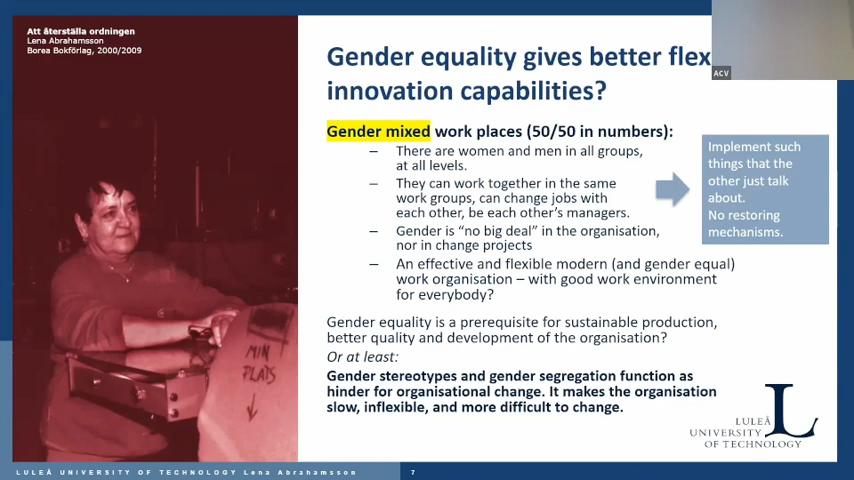 Att återställa ordningen
Lena Abrahamsson
Borea Bokförlag, 2000/2009
Gender equality gives better flex
innovation capabilities?
ACV
Gender mixed work places (50/50 in numbers):
– There are women and men in all groups,
at all levels.
– They can work together in the same
work groups, can change jobs with
each other, be each other's managers.
– Gender is "no big deal" in the organisation,
nor in change projects
– An effective and flexible modern (and gender equal)
work organisation – with good work environment
for everybody?
Implement such
things that the
other just talk
about.
No restoring
mechanisms.
Gender equality is a prerequisite for sustainable production,
better quality and development of the organisation?
Or at least:
Gender stereotypes and gender segregation function as
hinder for organisational change. It makes the organisation
slow, inflexible, and more difficult to change.
MIN
PLATS
LULEÅ
UNIVERSITY
OF TECHNOLOGY
L
LULEÅ UNIVERSITY OF TECHNOLOGY Lena Abrahamsson
7